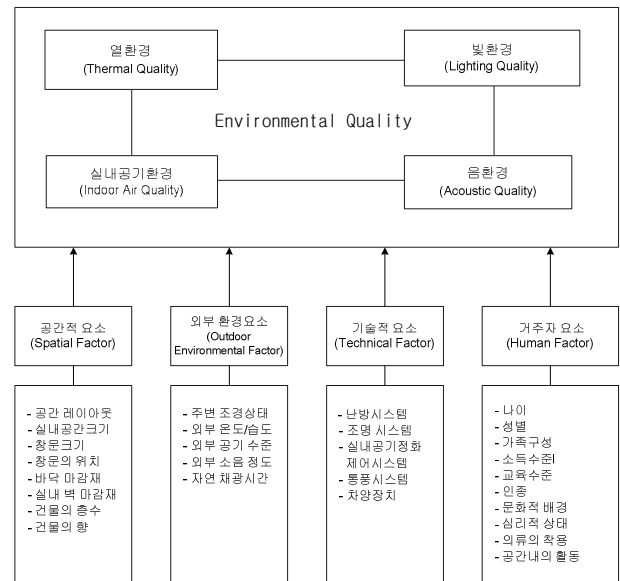 열환경
(Thermal Quality)
빛환경
(Lighting Quality)
Environmental Quality
실내공기환경
(Indoor Air Quality)
음환경
(Acoustic Quality)
공간적 요소
(Spatial Factor)
외부 환경요소
(Outdoor
Environmental Factor)
기술적 요소
(Technical Factor)
거주자 요소
(Human Factor)
- 공간 레이아웃
- 실내공간크기
- 창문크기
- 창문의 위치
- 바닥 마감재
- 실내 벽 마감재
- 건물의 층수
- 건물의 향
- 주변 조경상태
- 외부 온도/습도
- 외부 공기 수준
- 외부 소음 정도
- 자연 채광시간
- 난방시스템
- 조명 시스템
- 실내공기정화
제어시스템
- 통풍시스템
- 차양장치
- 나이
- 성별
- 가족구성
- 소득수준l
- 교육수준
- 인종
- 문화적 배경
- 심리적 상태
- 의류의 착용
- 공간내의 활동